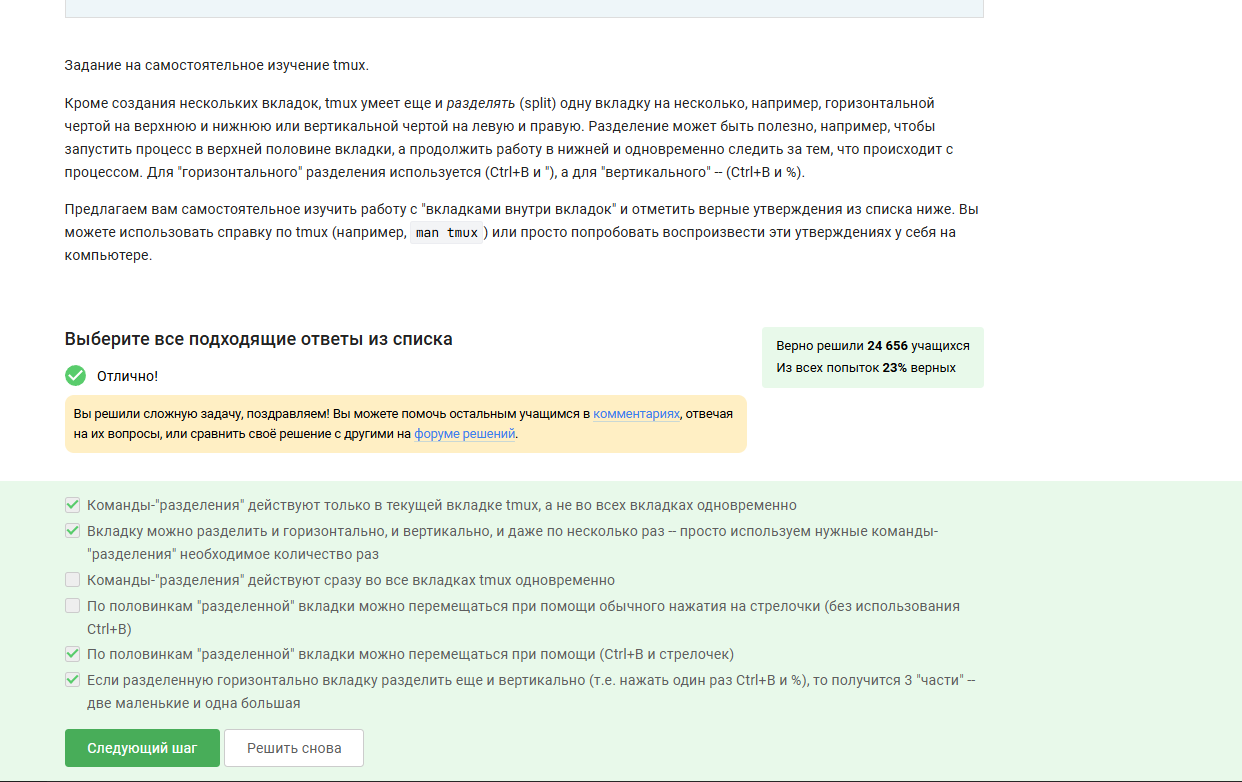 Задание на самостоятельное изучение tmux.
Кроме создания нескольких вкладок, tmux умеет еще и разделять (split) одну вкладку на несколько, например, горизонтальной
чертой на верхнюю и нижнюю или вертикальной чертой на левую и правую. Разделение может быть полезно, например, чтобы
запустить процесс в верхней половине вкладки, а продолжить работу в нижней и одновременно следить за тем, что происходит с
процессом. Для "горизонтального" разделения используется (Ctrl+B и "), а для "вертикального" -- (Ctrl+B и %).
Предлагаем вам самостоятельное изучить работу с "вкладками внутри вкладок" и отметить верные утверждения из списка ниже. Вы
можете использовать справку по tmux (например, man tmux ) или просто попробовать воспроизвести эти утверждениях у себя на
компьютере.
Выберите все подходящие ответы из списка
Верно решили 24 656 учащихся
Из всех попыток 23% верных
Отлично!
Вы решили сложную задачу, поздравляем! Вы можете помочь остальным учащимся в комментариях, отвечая
на их вопросы, или сравнить своё решение с другими на форуме решений.
Команды-"разделения" действуют только в текущей вкладке tmux, а не во всех вкладках одновременно
Вкладку можно разделить и горизонтально, и вертикально, и даже по несколько раз -- просто используем нужные команды-
"разделения" необходимое количество раз
Команды-"разделения" действуют сразу во все вкладках tmux одновременно
По половинкам "разделенной" вкладки можно перемещаться при помощи обычного нажатия на стрелочки (без использования
Ctrl+B)
По половинкам "разделенной" вкладки можно перемещаться при помощи (Ctrl+B и стрелочек)
Если разделенную горизонтально вкладку разделить еще и вертикально (т.е. нажать один раз Ctrl+B и %), то получится 3 "части" --
две маленькие и одна большая
Следующий шаг
Решить снова